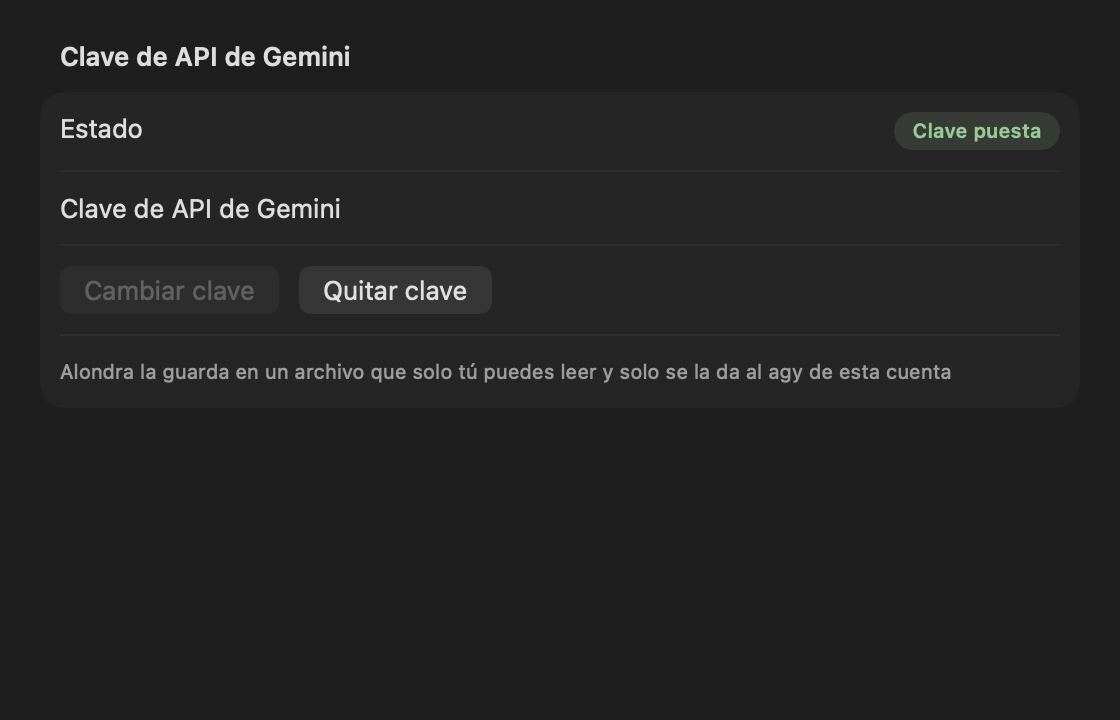 Clave de API de Gemini
Estado
Clave puesta
Clave de API de Gemini
Cambiar clave
Quitar clave
Alondra la guarda en un archivo que solo tú puedes leer y solo se la da al agy de esta cuenta